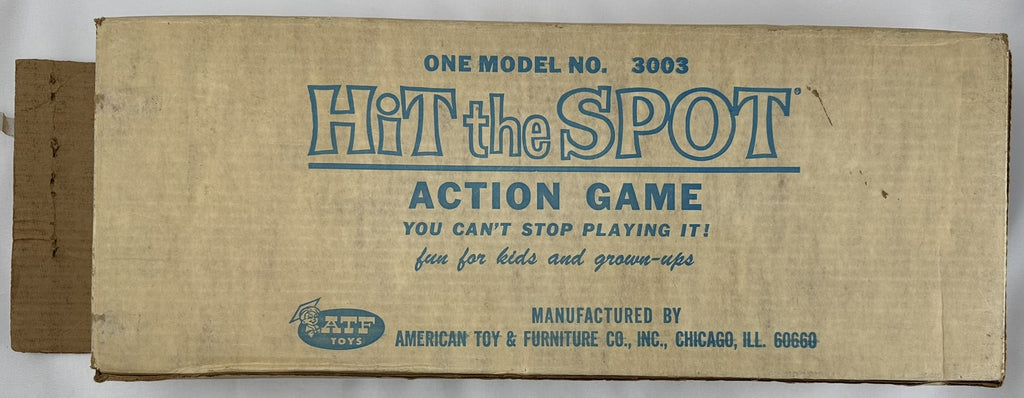 ONE MODEL NO. 3003
HiT the SPOT®
ACTION GAME
YOU CAN'T STOP PLAYING IT!
fun for kids and grown-ups
ATF
TOYS
MANUFACTURED BY
AMERICAN TOY & FURNITURE CO., INC., CHICAGO, ILL. 60660